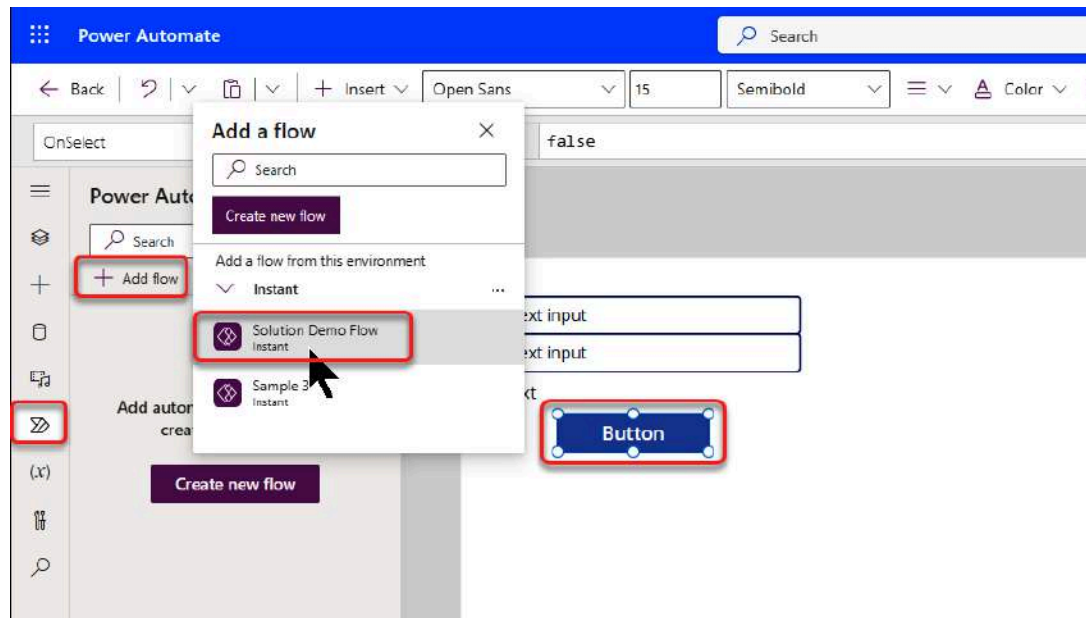 Power Automate
Search
Back
Insert
Open Sans
15
Semibold
Color
OnSelect
false
Add a flow
Search
Create new flow
Add a flow from this environment
Instant
...
Solution Demo Flow
Instant
Sample 3
Instant
Power Aut
Search
Add flow
Add autor
crea
Create new flow
ext input
ext input
xt
Button
(x)